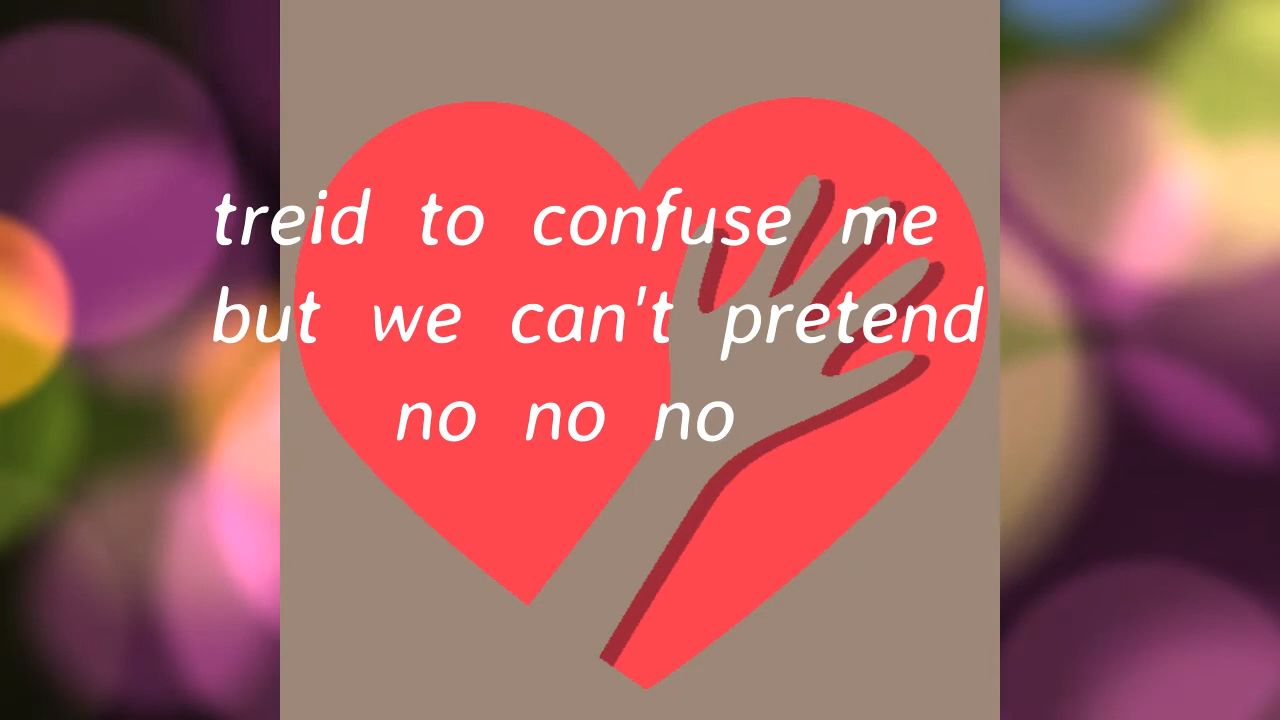 treid to confuse me
but we can't pretend
no no no